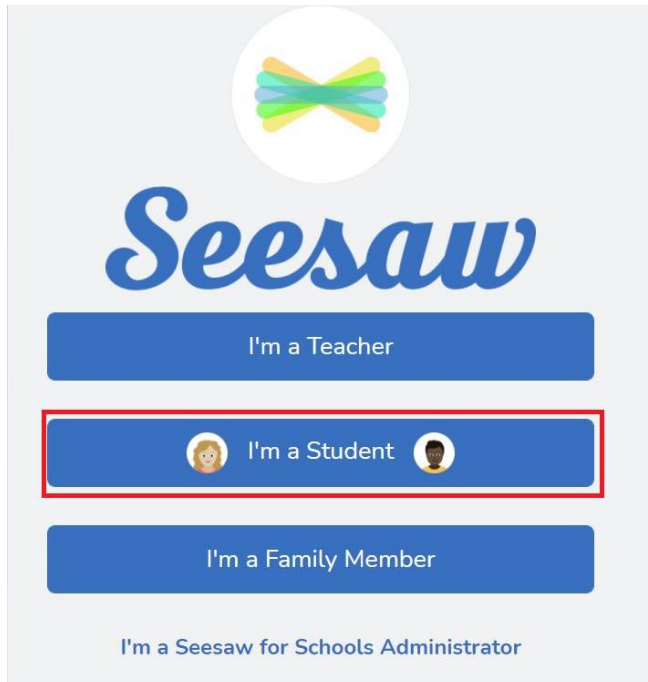 Seesaw
I'm a Teacher
I'm a Student
I'm a Family Member
I'm a Seesaw for Schools Administrator